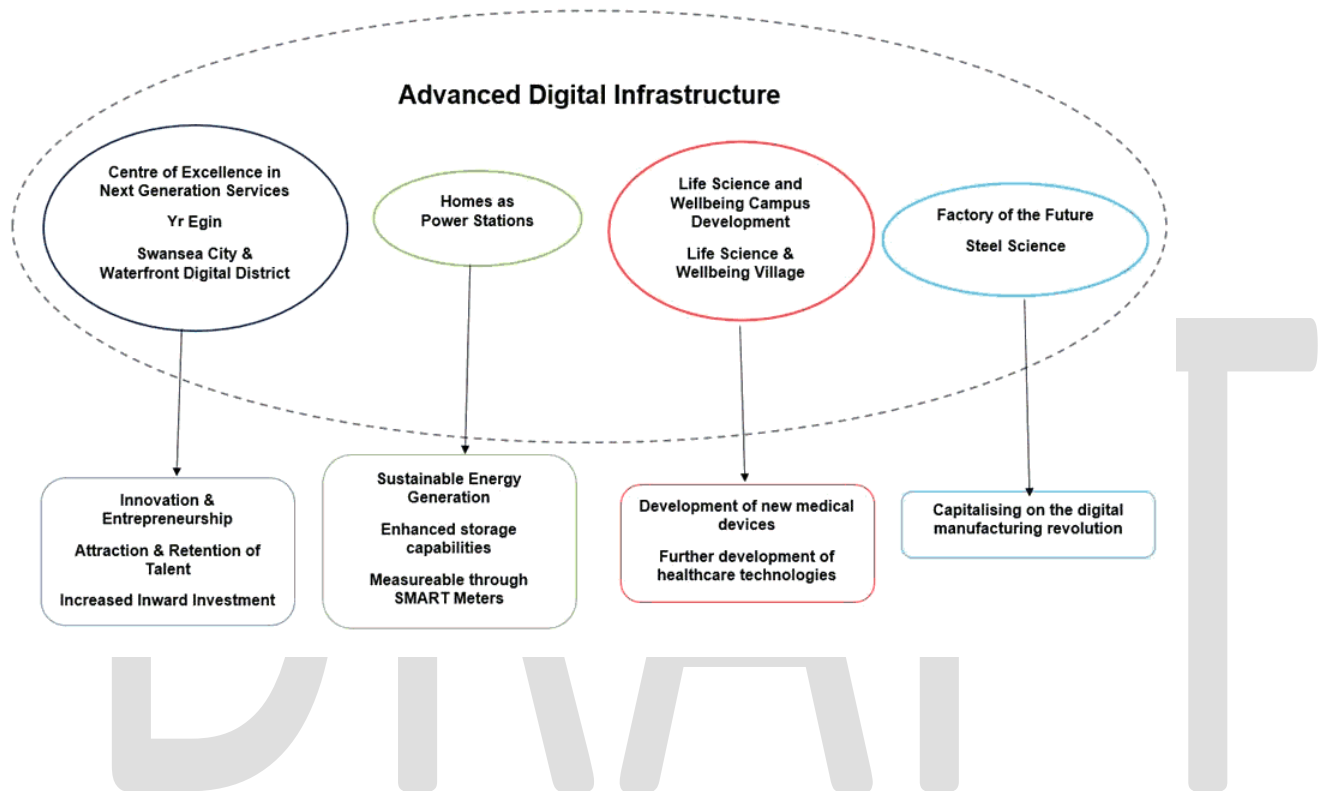 Advanced Digital Infrastructure
Centre of Excellence in
Next Generation Services
Yr Egin
Swansea City &
Waterfront Digital District
Homes as
Power Stations
Life Science and
Wellbeing Campus
Development
Life Science &
Wellbeing Village
Factory of the Future
Steel Science
Innovation &
Entrepreneurship
Attraction & Retention of
Talent
Increased Inward Investment
Sustainable Energy
Generation
Enhanced storage
capabilities
Measureable through
SMART Meters
Development of new medical
devices
Further development of
healthcare technologies
Capitalising on the digital
manufacturing revolution
DRAFT